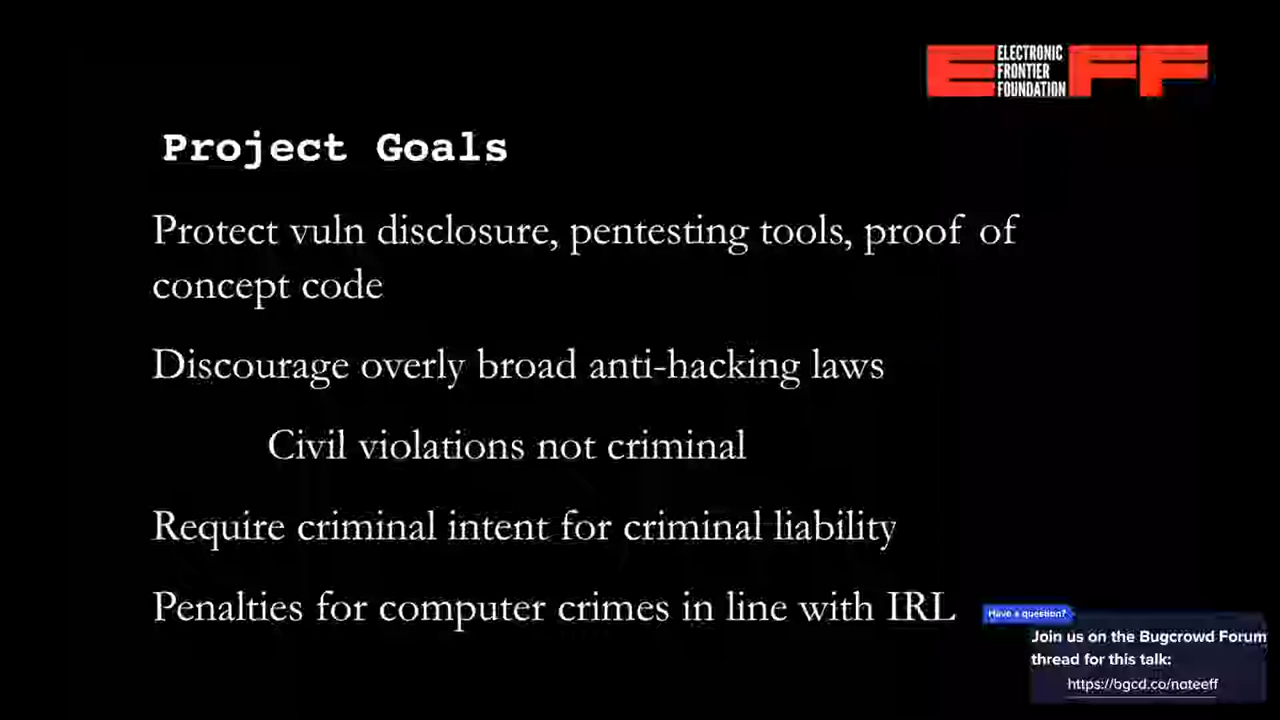 EFF
ELECTRONIC
FRONTIER
FOUNDATION
Project Goals
Protect vuln disclosure, pentesting tools, proof of
concept code
Discourage overly broad anti-hacking laws
Civil violations not criminal
Require criminal intent for criminal liability
Penalties for computer crimes in line with IRL
Have a question?
Join us on the Bugcrowd Forum
thread for this talk:
https://bgcd.co/nateeff